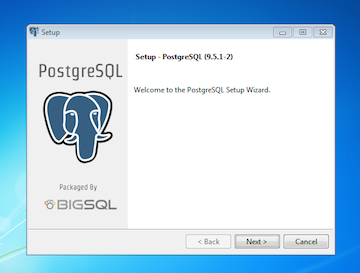 Setup
PostgreSQL
Setup - PostgreSQL (9.5.1-2)
Welcome to the PostgreSQL Setup Wizard.
Packaged By
BIGSQL
< Back
Next >
Cancel